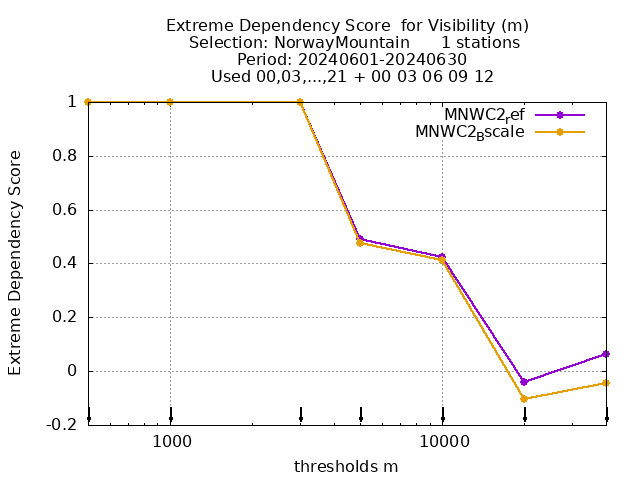 Extreme Dependency Score  for Visibility (m)
Selection: NorwayMountain      1 stations
Period: 20240601-20240630
Used 00,03,...,21 + 00 03 06 09 12
MNWC2ref
MNWC2Bscale
Extreme Dependency Score
1
0.8
0.6
0.4
0.2
0
-0.2
1000
10000
thresholds m